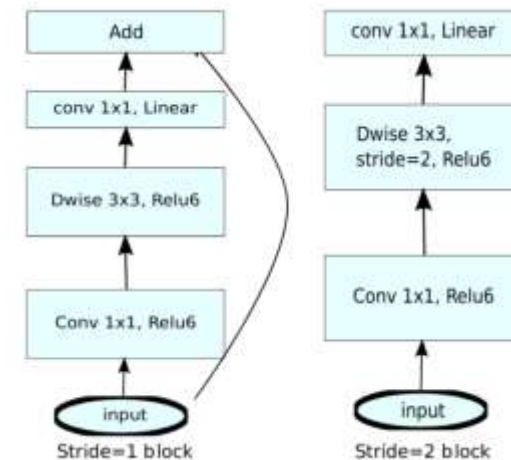 Add
conv 1x1, Linear
Dwise 3x3, Relu6
Conv 1x1, Relu6
input
Stride=1 block
conv 1x1, Linear
Dwise 3x3,
stride=2, Relu6
Conv 1x1, Relu6
input
Stride=2 block